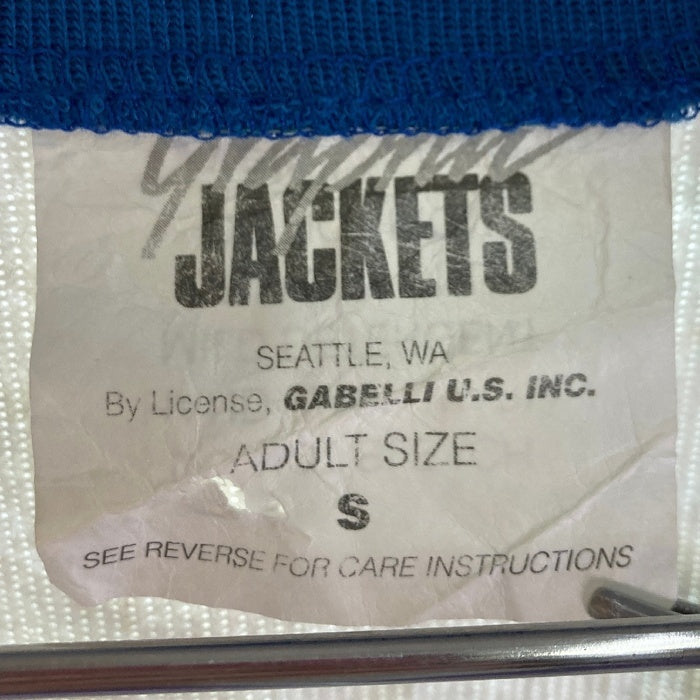 JACKETS
SEATTLE, WA
By License, GABELLI U.S. INC.
ADULT SIZE
S
SEE REVERSE FOR CARE INSTRUCTIONS